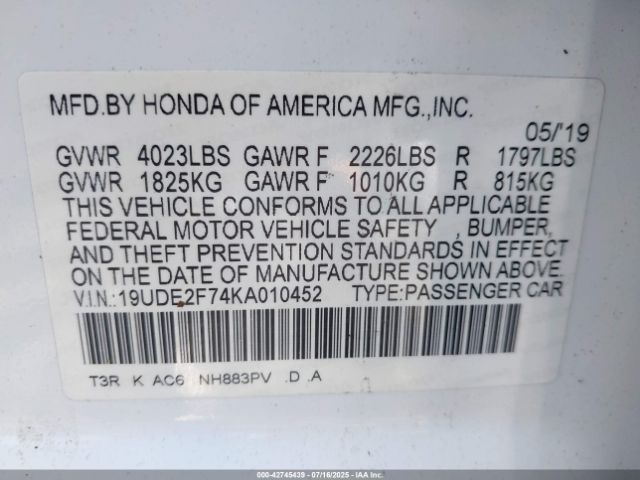 MFD.BY HONDA OF AMERICA MFG.,INC.
05/'19
GVWR 4023LBS GAWR F 2226LBS R 1797LBS
GVWR 1825KG GAWR F 1010KG R 815KG
THIS VEHICLE CONFORMS TO ALL APPLICABLE
FEDERAL MOTOR VEHICLE SAFETY , BUMPER,
AND THEFT PREVENTION STANDARDS IN EFFECT
ON THE DATE OF MANUFACTURE SHOWN ABOVE.
V.I.N.:19UDE2F74KA010452 TYPE:PASSENGER CAR
T3R K AC6 NH883PV .D .A
000-42745439 - 07/16/2025 - IAAI Corporate